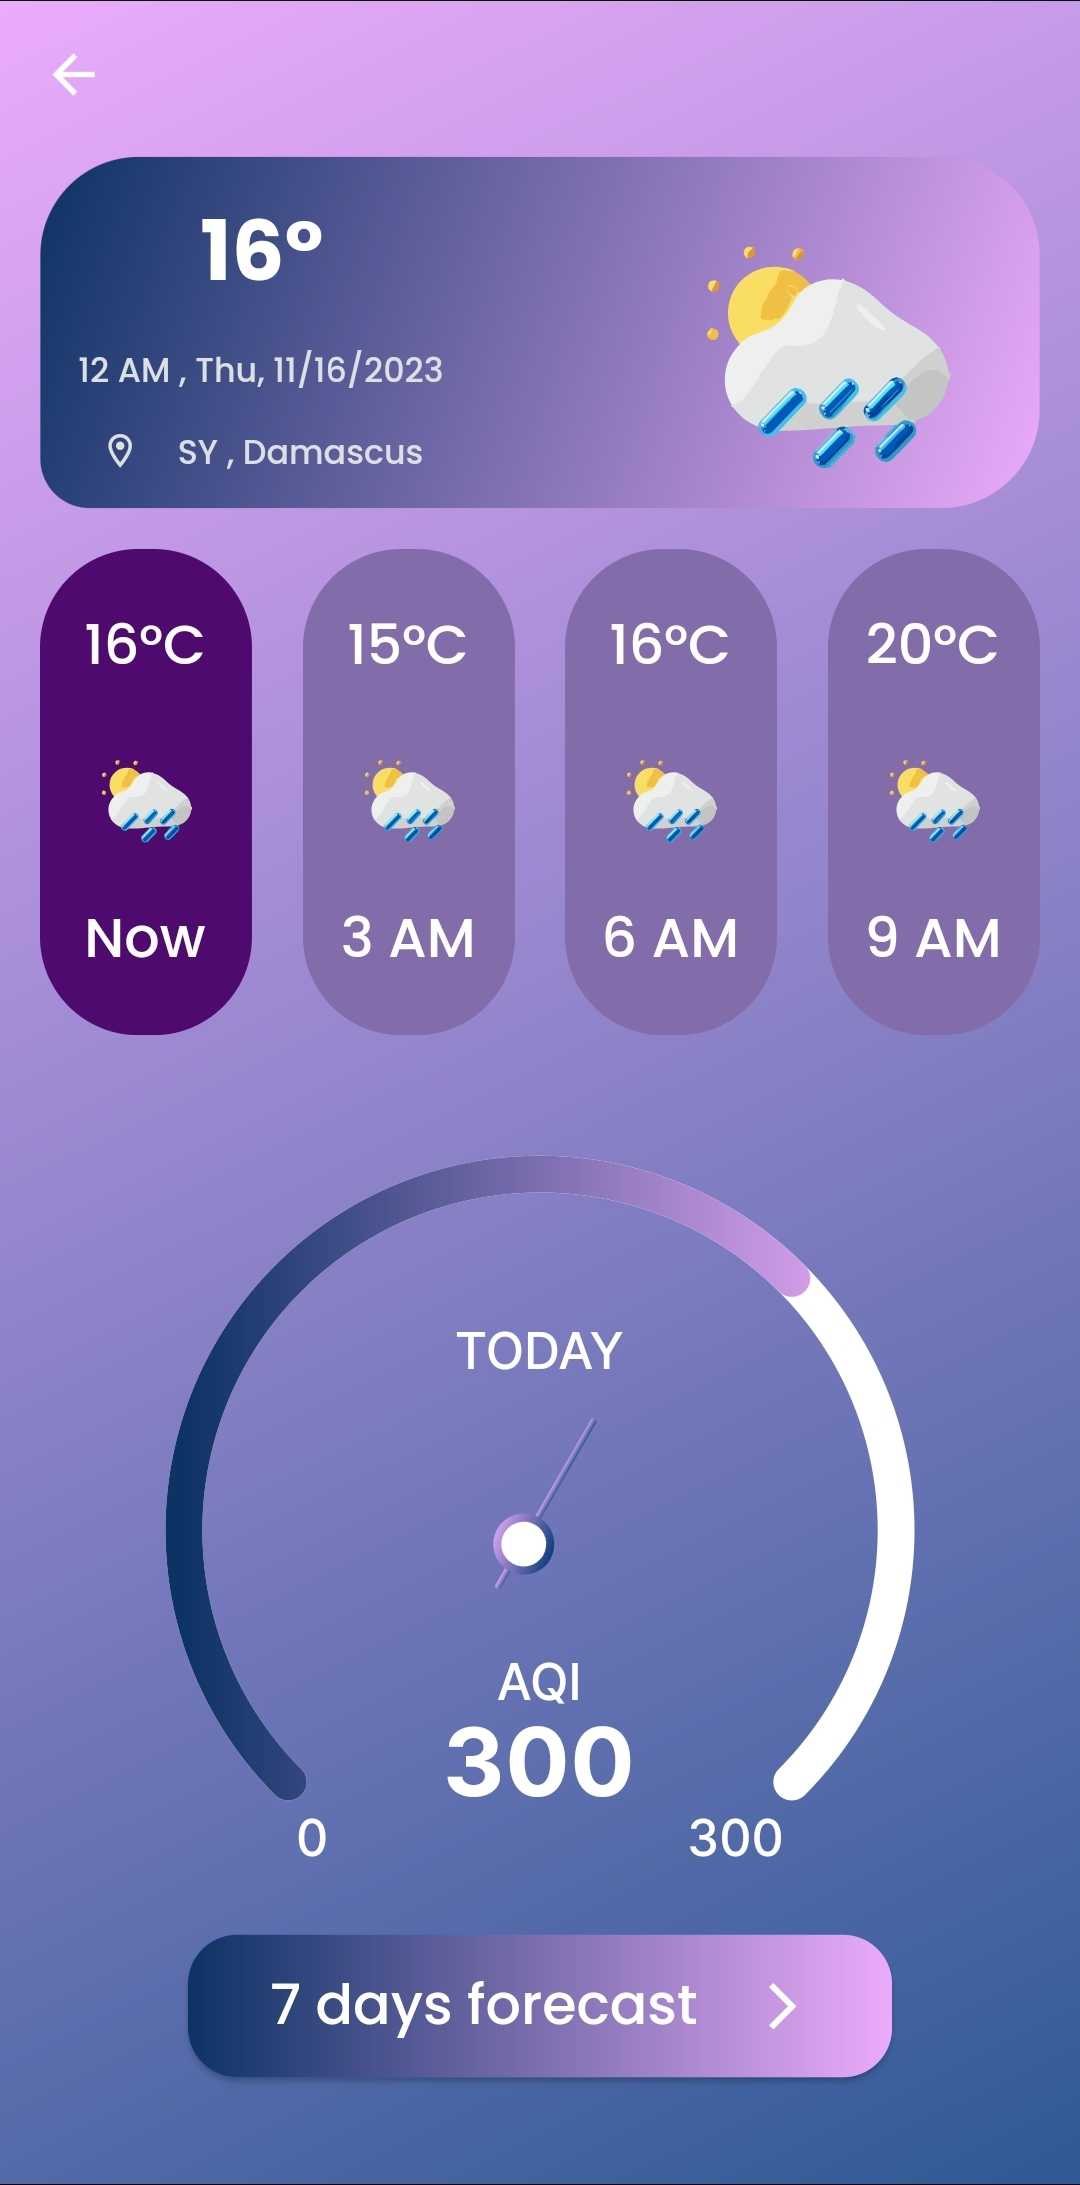 16°
12 AM , Thu, 11/16/2023
SY , Damascus
16°C 15°C 16°C 20°C
Now 3 AM 6 AM 9 AM
TODAY
AQI
300
0 300
7 days forecast